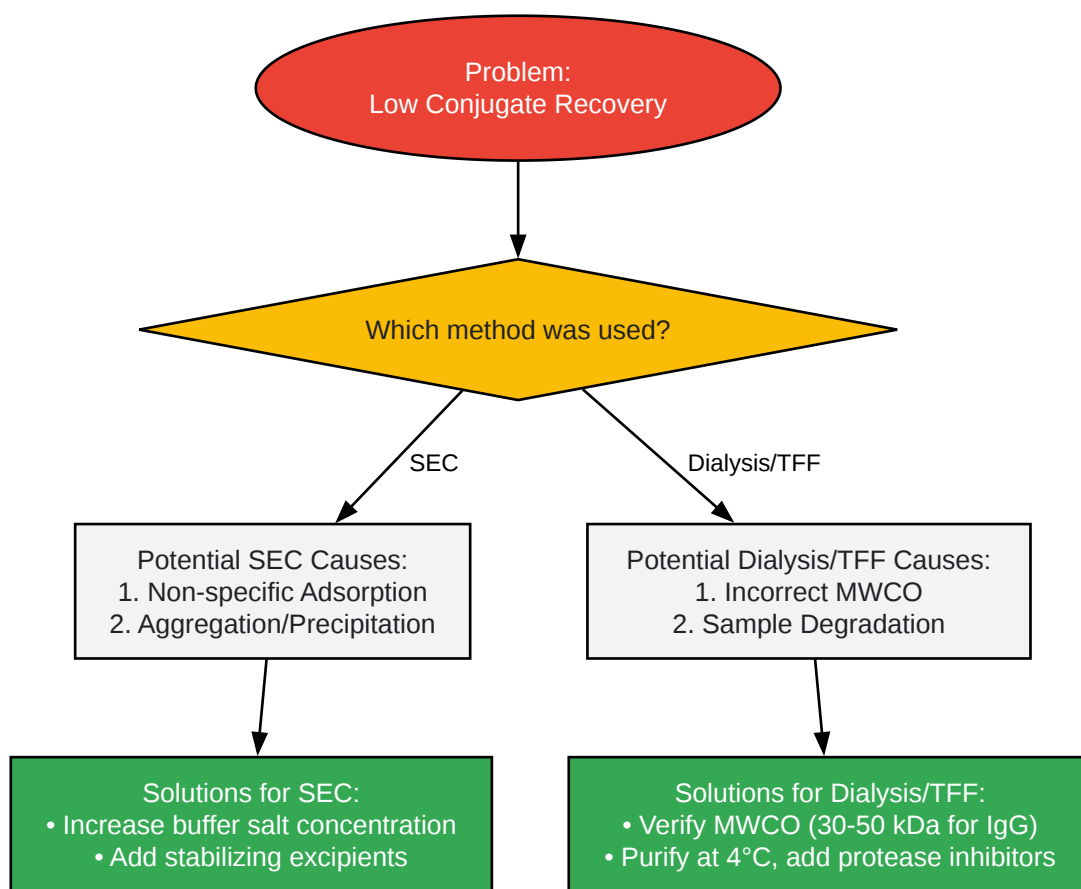 Problem:
Low Conjugate Recovery
Which method was used?
SEC
Dialysis/TFF
Potential SEC Causes:
1. Non-specific Adsorption
2. Aggregation/Precipitation
Potential Dialysis/TFF Causes:
1. Incorrect MWCO
2. Sample Degradation
Solutions for SEC:
• Increase buffer salt concentration
• Add stabilizing excipients
Solutions for Dialysis/TFF:
• Verify MWCO (30-50 kDa for IgG)
• Purify at 4°C, add protease inhibitors